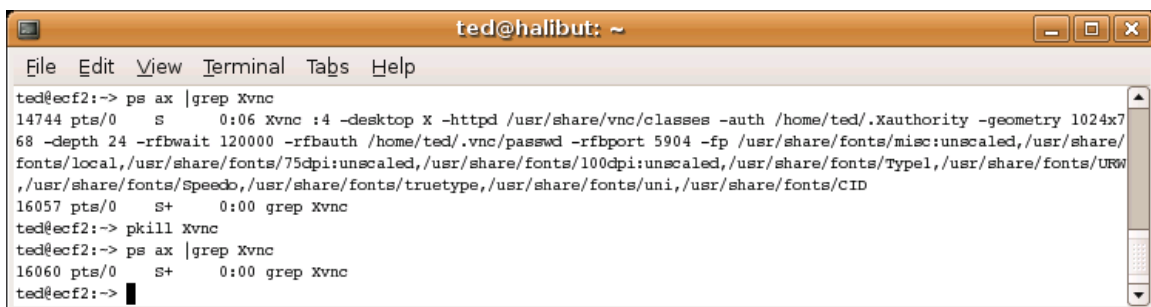 ted@halibut: ~
File Edit View Terminal Tabs Help
ted@ecf2:~> ps ax |grep Xvnc
14744 pts/0    S      0:06 Xvnc :4 -desktop X -httpd /usr/share/vnc/classes -auth /home/ted/.Xauthority -geometry 1024x7
68 -depth 24 -rfbwait 120000 -rfbauth /home/ted/.vnc/passwd -rfbport 5904 -fp /usr/share/fonts/misc:unscaled,/usr/share/
fonts/local,/usr/share/fonts/75dpi:unscaled,/usr/share/fonts/100dpi:unscaled,/usr/share/fonts/Type1,/usr/share/fonts/URW
,/usr/share/fonts/Speedo,/usr/share/fonts/truetype,/usr/share/fonts/uni,/usr/share/fonts/CID
16057 pts/0    S+     0:00 grep Xvnc
ted@ecf2:~> pkill Xvnc
ted@ecf2:~> ps ax |grep Xvnc
16060 pts/0    S+     0:00 grep Xvnc
ted@ecf2:~>